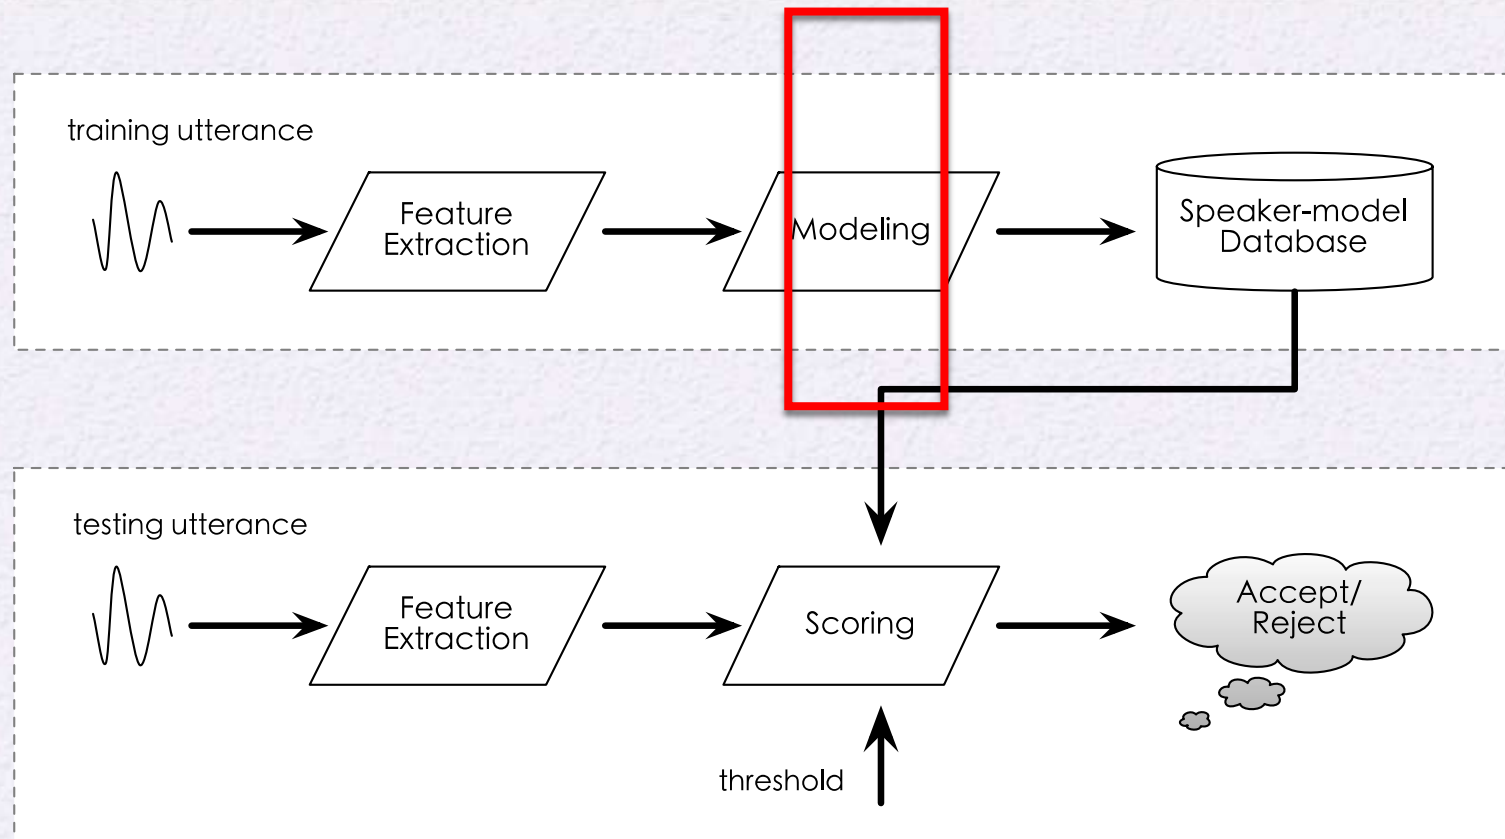 training utterance
Feature
Extraction
Modeling
Speaker-model
Database
testing utterance
Feature
Extraction
Scoring
Accept/
Reject
threshold